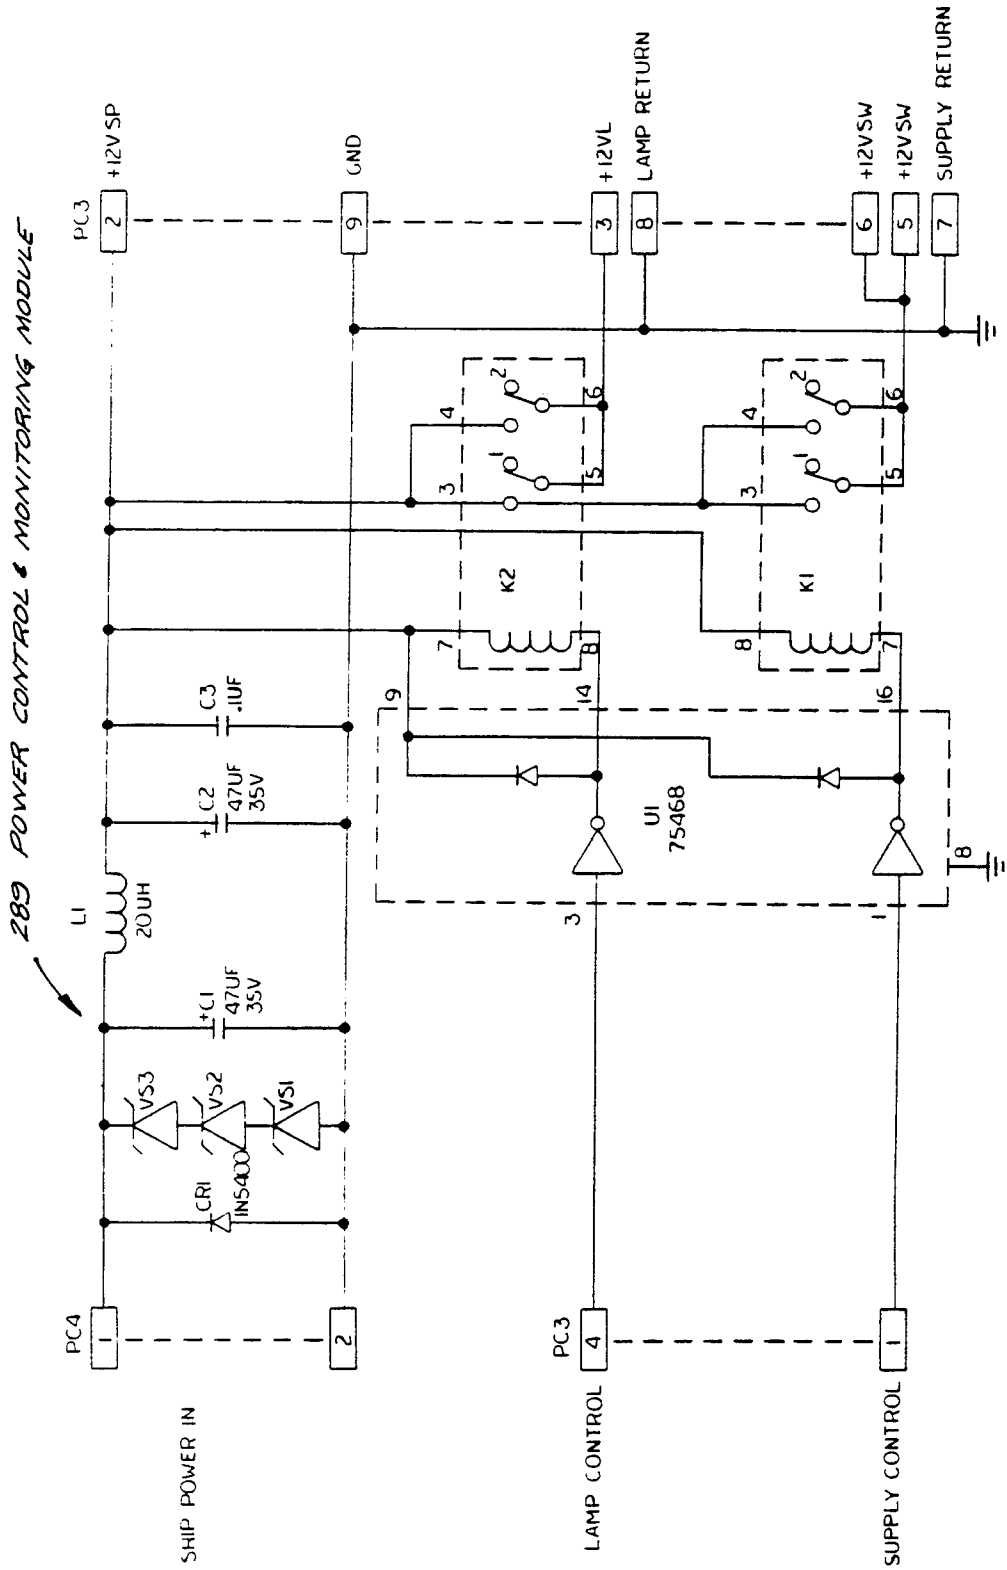 289 POWER CONTROL & MONITORING MODULE
SHIP POWER IN
PC4
1
2
CR1
1N5400
VS3
VS2
VS1
+C1
47UF
35V
L1
20UH
+ C2
47UF
35V
C3
.1UF
PC3
2
+12VSP
9
GND
LAMP CONTROL
PC3
4
3
U1
75468
9
14
7
8
K2
3
4
1
2
5
6
3
+12VL
8
LAMP RETURN
SUPPLY CONTROL
1
1
8
16
8
7
K1
3
4
1
2
5
6
6
+12VSW
5
+12VSW
7
SUPPLY RETURN